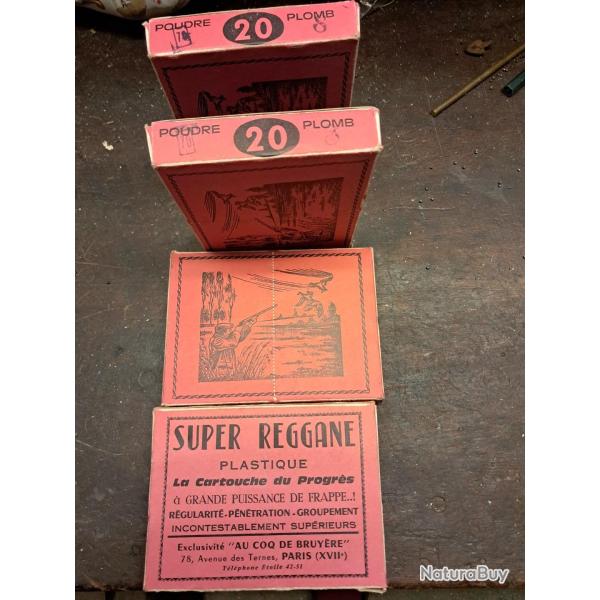 POUDRE 20 PLOMB
8
POUDRE 20 PLOMB
SUPER REGGANE
PLASTIQUE
La Cartouche du Progrès
à GRANDE PUISSANCE DE FRAPPE..!
RÉGULARITÉ - PÉNÉTRATION - GROUPEMENT
INCONTESTABLEMENT SUPÉRIEURS
Exclusivité "AU COQ DE BRUYÈRE"
78, Avenue des Ternes, PARIS (XVIIe)
Téléphone Etoile 42-51
NaturaBuy